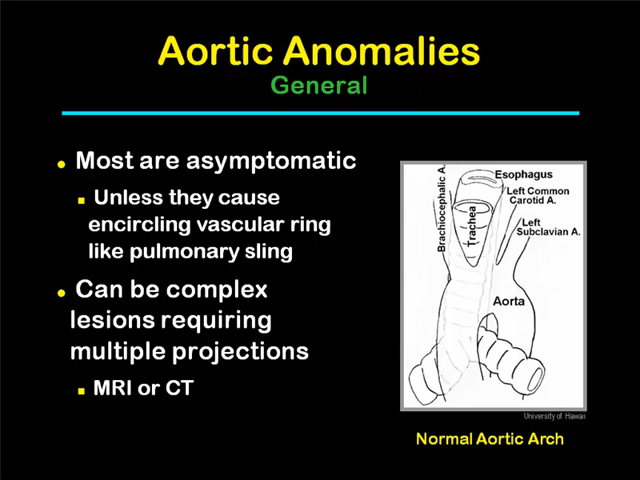 Aortic Anomalies
General
Most are asymptomatic
Unless they cause
encircling vascular ring
like pulmonary sling
Can be complex
lesions requiring
multiple projections
MRI or CT
Brachiocephalic A.
Esophagus
Trachea
Left Common
Carotid A.
Left
Subclavian A.
Aorta
University of Hawaii
Normal Aortic Arch